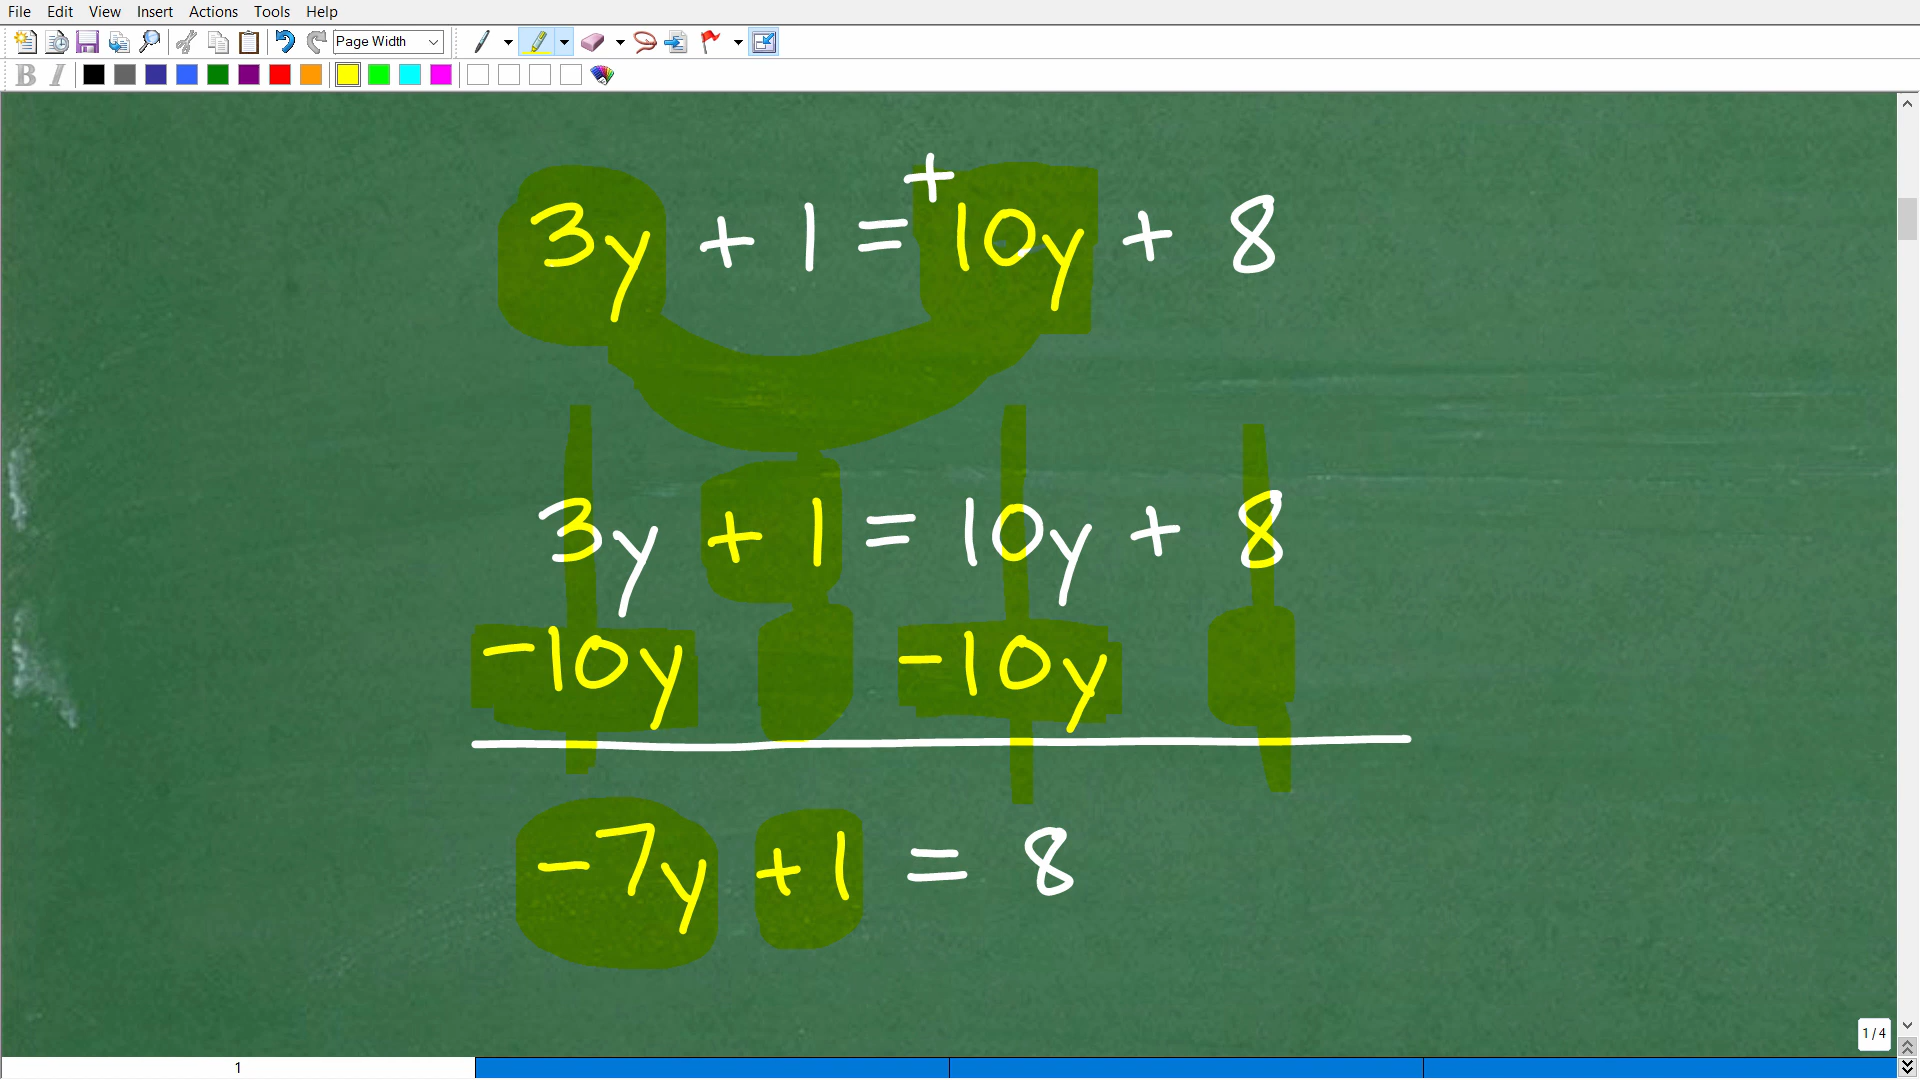 File Edit View Insert Actions Tools Help
Page Width
B I
3y + 1 = +10y + 8
3y + 1 = 10y + 8
-10y -10y
-7y + 1 = 8
1 / 4
1